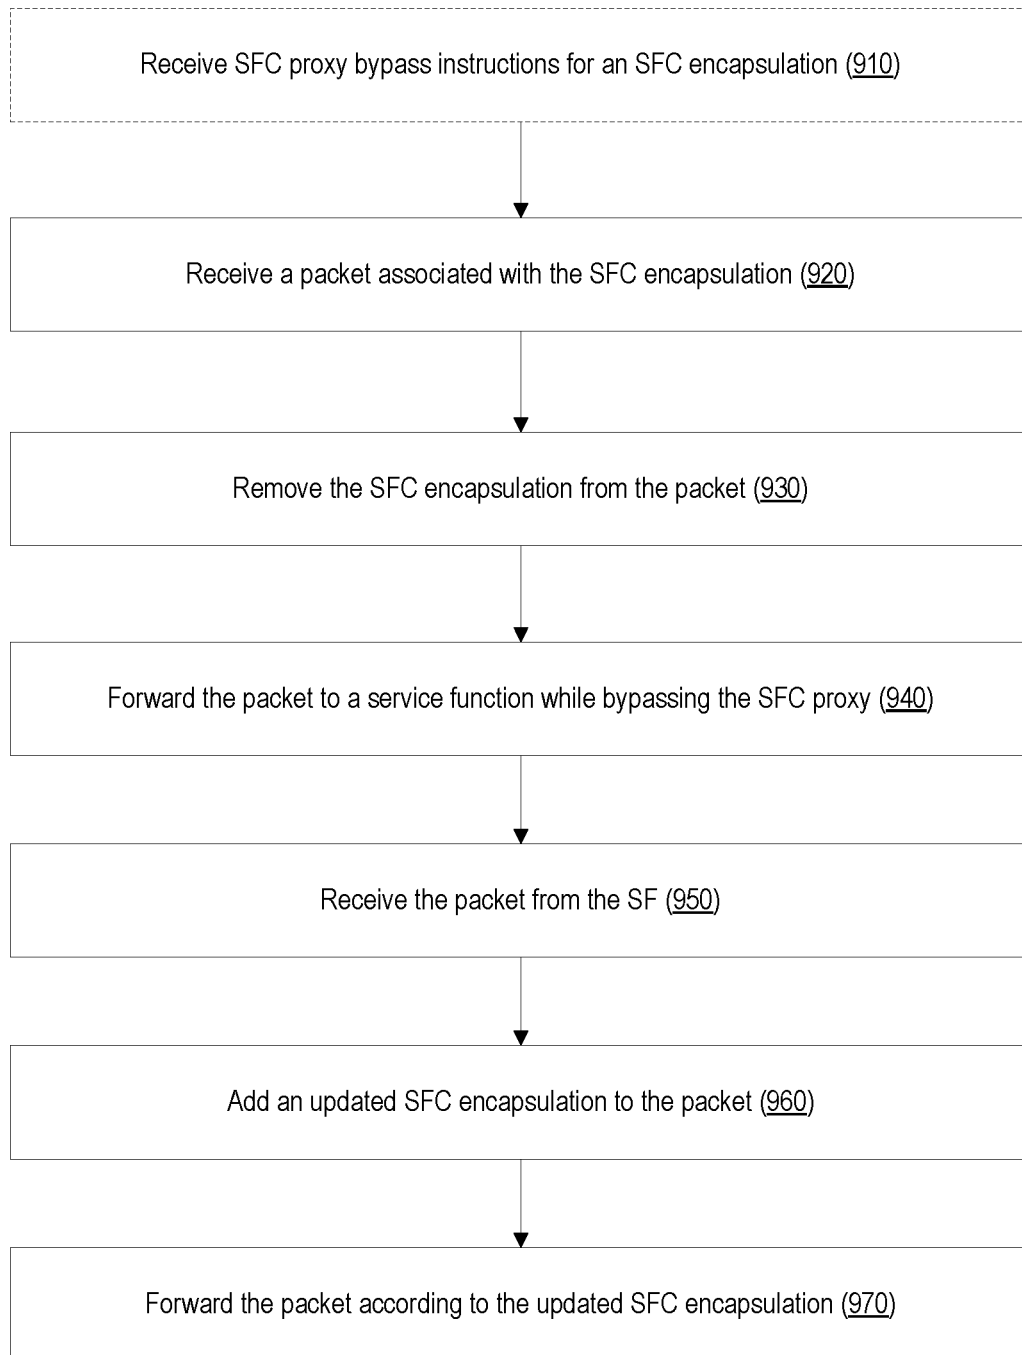 Receive SFC proxy bypass instructions for an SFC encapsulation (910)
Receive a packet associated with the SFC encapsulation (920)
Remove the SFC encapsulation from the packet (930)
Forward the packet to a service function while bypassing the SFC proxy (940)
Receive the packet from the SF (950)
Add an updated SFC encapsulation to the packet (960)
Forward the packet according to the updated SFC encapsulation (970)